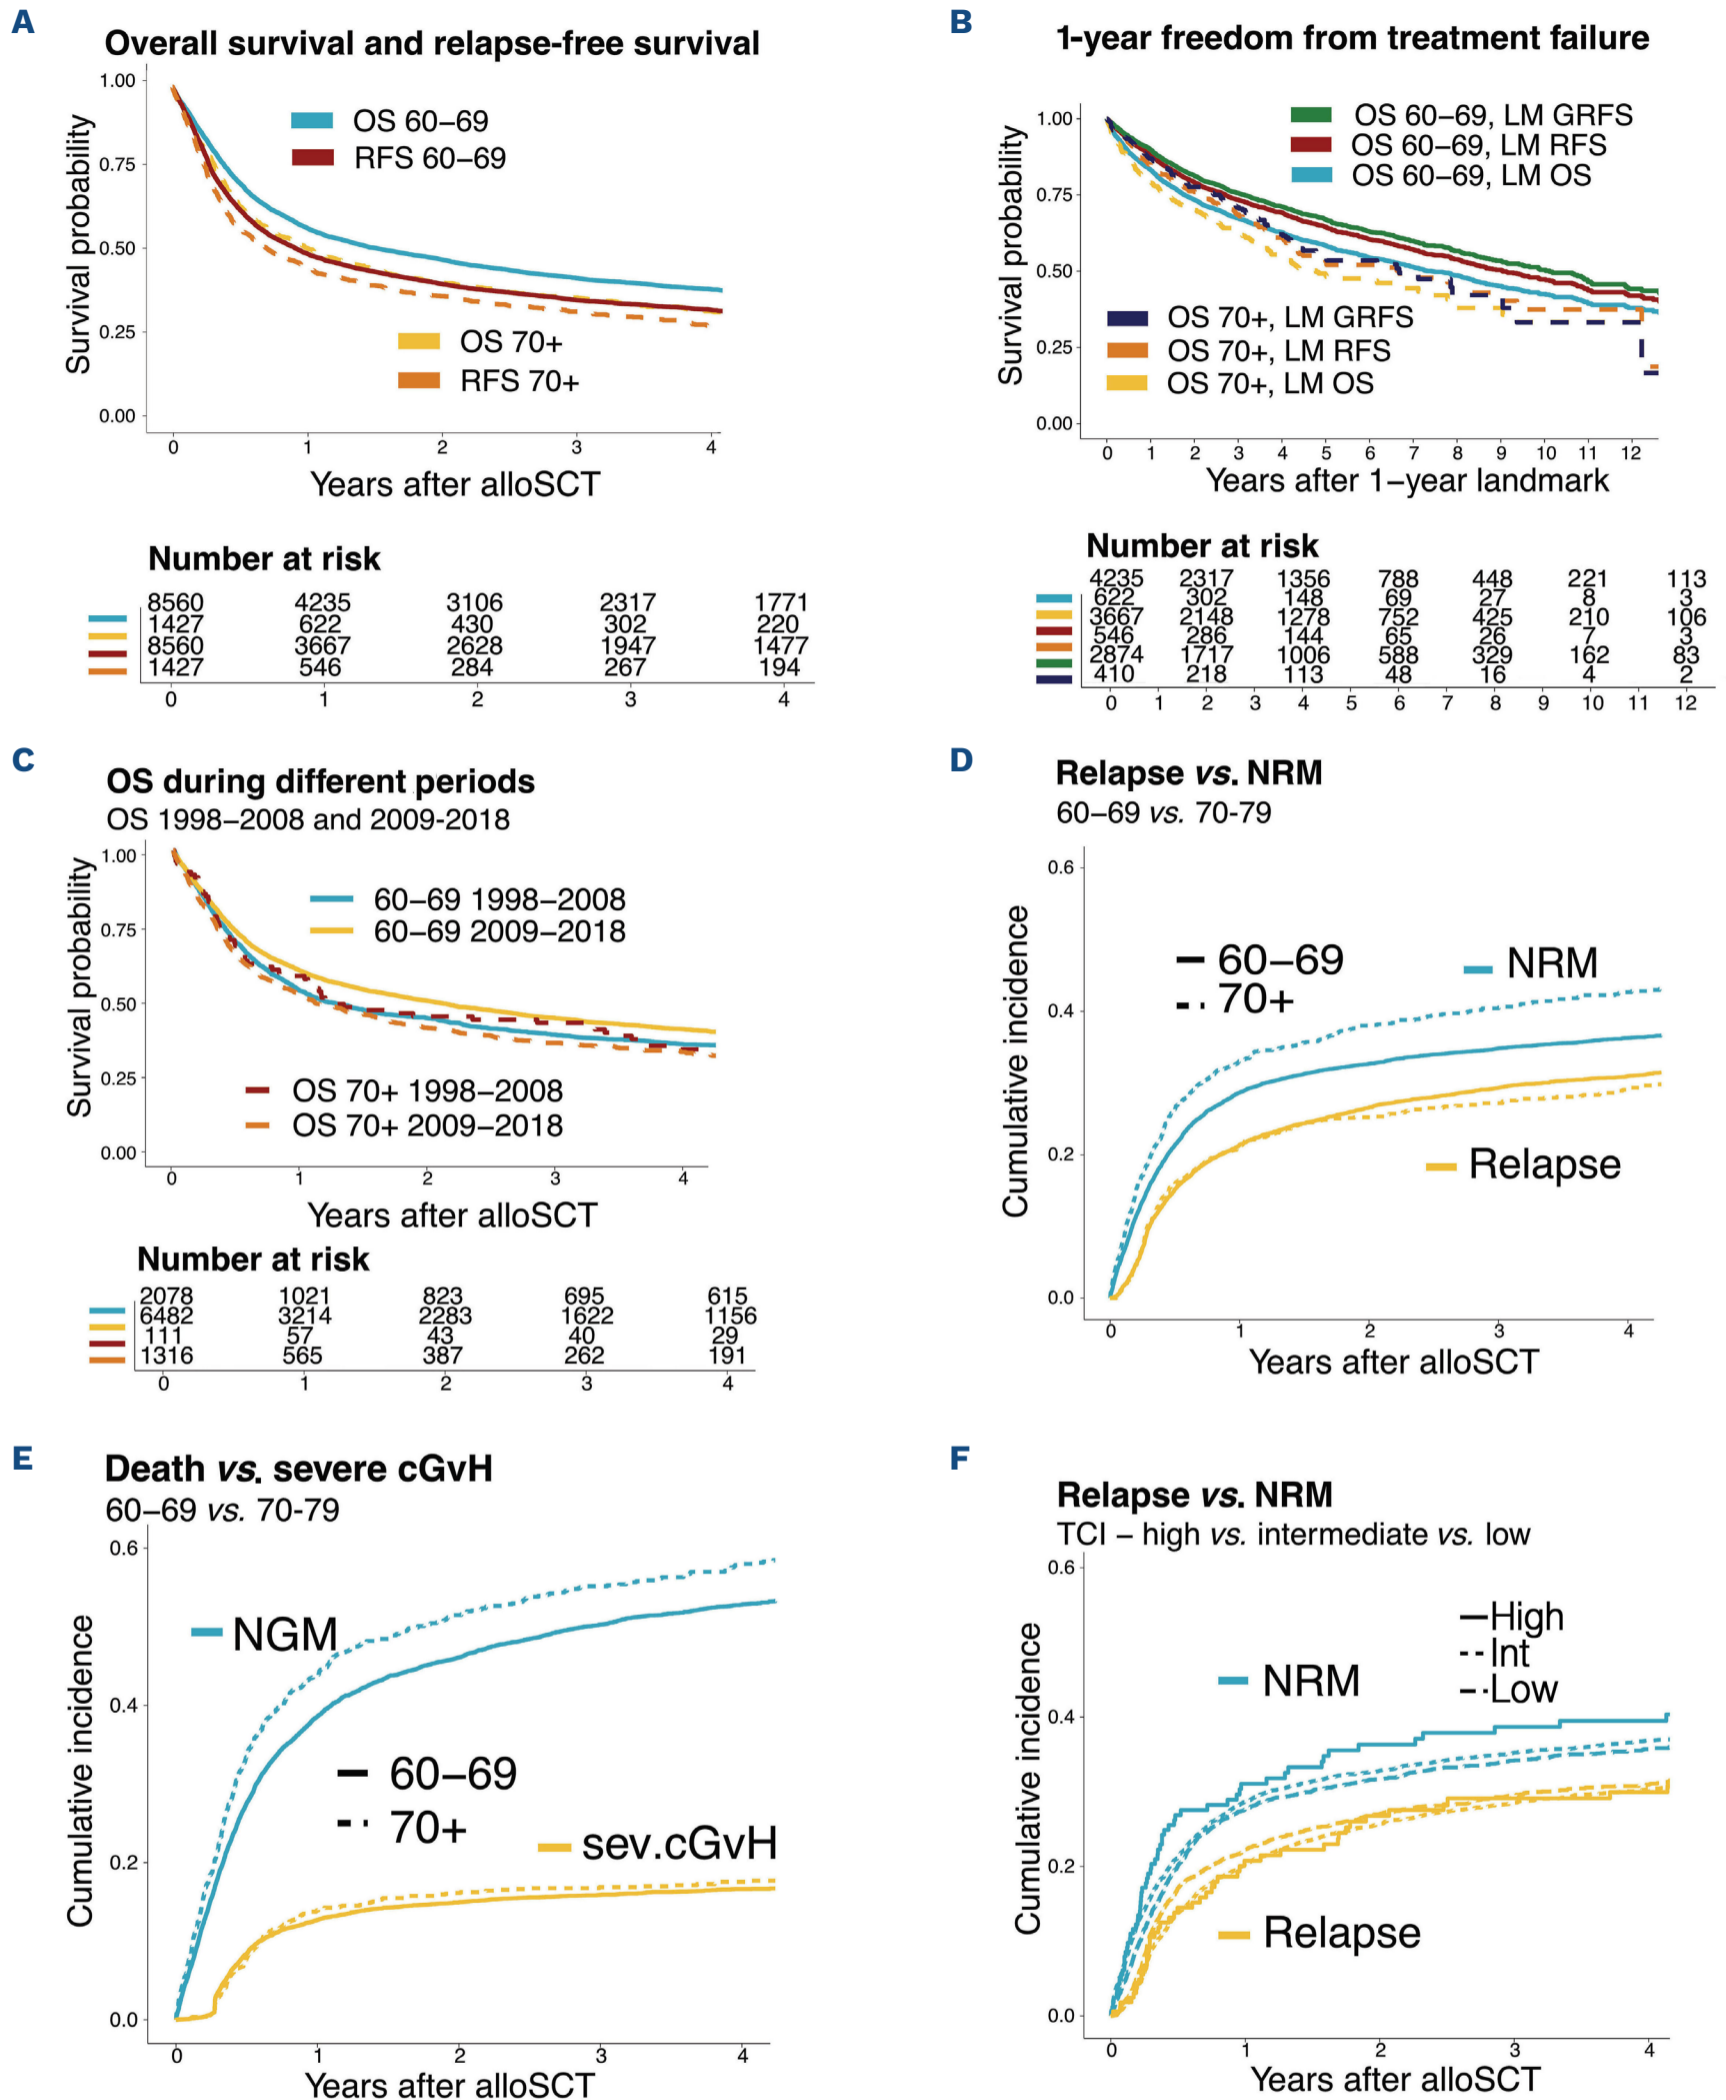 A
Overall survival and relapse-free survival
Survival probability
1.00
0.75
0.50
0.25
0.00
OS 60–69
RFS 60–69
OS 70+
RFS 70+
0 1 2 3 4
Years after alloSCT
Number at risk
8560 4235 3106 2317 1771
1427 622 430 302 220
8560 3667 2628 1947 1477
1427 546 284 267 194
0 1 2 3 4
B
1-year freedom from treatment failure
Survival probability
1.00
0.75
0.50
0.25
0.00
OS 60–69, LM GRFS
OS 60–69, LM RFS
OS 60–69, LM OS
OS 70+, LM GRFS
OS 70+, LM RFS
OS 70+, LM OS
0 1 2 3 4 5 6 7 8 9 10 11 12
Years after 1–year landmark
Number at risk
4235 2317 1356 788 448 221 113
622 302 148 69 27 8 3
3667 2148 1278 752 425 210 106
546 286 144 65 26 7 3
2874 1717 1006 588 329 162 83
410 218 113 48 16 4 2
0 1 2 3 4 5 6 7 8 9 10 11 12
C
OS during different periods
OS 1998–2008 and 2009-2018
Survival probability
1.00
0.75
0.50
0.25
0.00
60–69 1998–2008
60–69 2009–2018
OS 70+ 1998–2008
OS 70+ 2009–2018
0 1 2 3 4
Years after alloSCT
Number at risk
2078 1021 823 695 615
6482 3214 2283 1622 1156
111 57 43 40 29
1316 565 387 262 191
0 1 2 3 4
D
Relapse vs. NRM
60–69 vs. 70-79
Cumulative incidence
0.6
0.4
0.2
0.0
60–69
70+
NRM
Relapse
0 1 2 3 4
Years after alloSCT
E
Death vs. severe cGvH
60–69 vs. 70-79
Cumulative incidence
0.6
0.4
0.2
0.0
NGM
60–69
70+
sev.cGvH
0 1 2 3 4
Years after alloSCT
F
Relapse vs. NRM
TCI – high vs. intermediate vs. low
Cumulative incidence
0.6
0.4
0.2
0.0
High
Int
Low
NRM
Relapse
0 1 2 3 4
Years after alloSCT